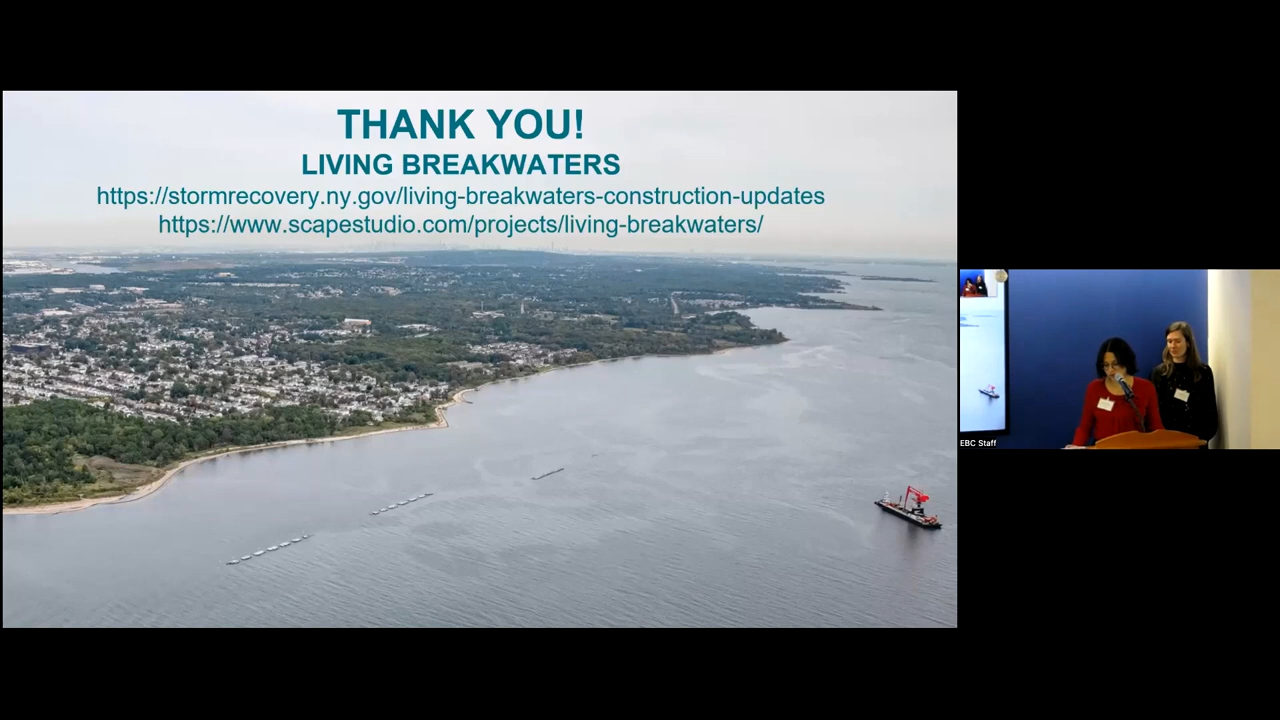 THANK YOU!
LIVING BREAKWATERS
https://stormrecovery.ny.gov/living-breakwaters-construction-updates
https://www.scapestudio.com/projects/living-breakwaters/
EBC Staff